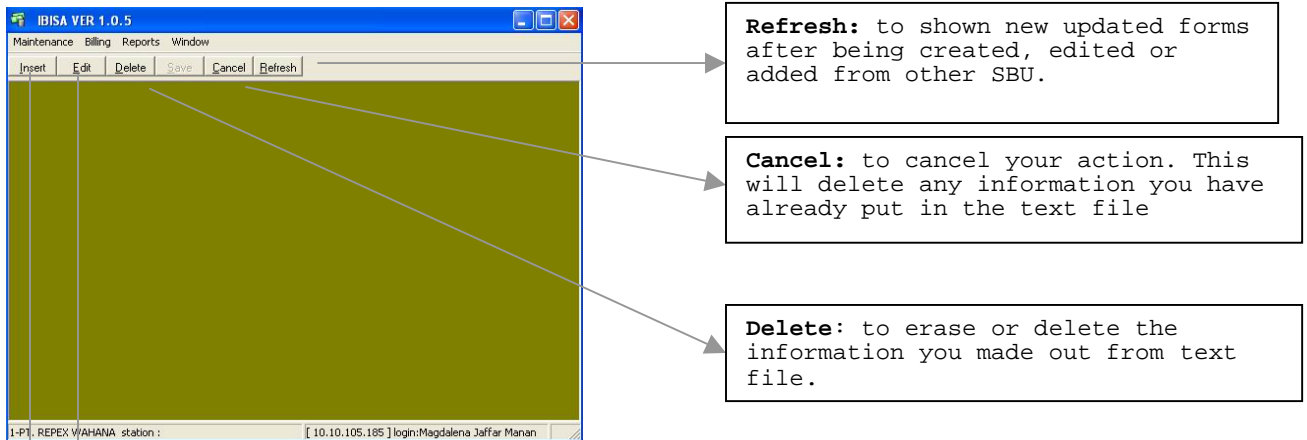 IBISA VER 1.0.5
Maintenance Billing Reports Window
Insert Edit Delete Save Cancel Refresh
1-PT. REPEX WAHANA station :
[ 10.10.105.185 ] login:Magdalena Jaffar Manan
Refresh: to shown new updated forms
after being created, edited or
added from other SBU.
Cancel: to cancel your action. This
will delete any information you have
already put in the text file
Delete: to erase or delete the
information you made out from text
file.